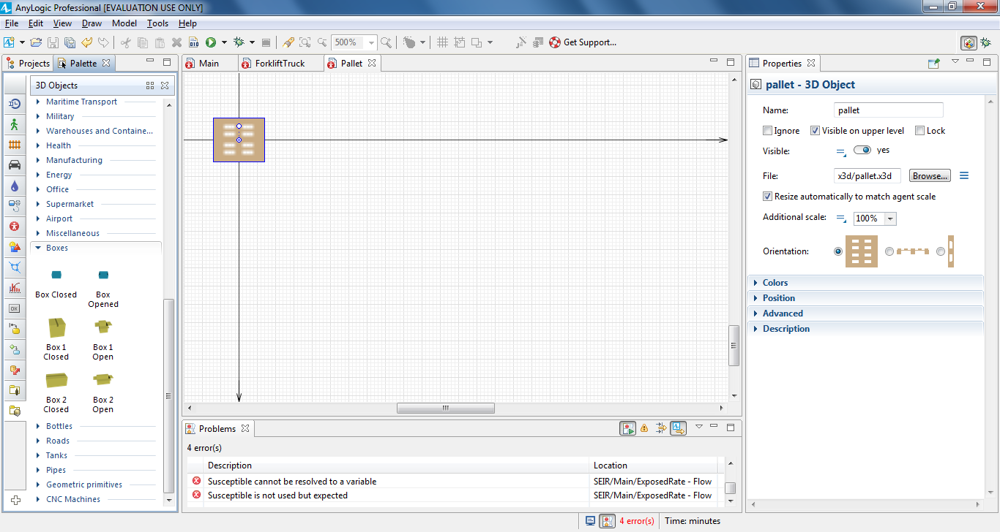 AnyLogic Professional [EVALUATION USE ONLY]
File Edit View Draw Model Tools Help
500% Get Support...
Projects Palette
Main ForkliftTruck Pallet
Properties
3D Objects
Maritime Transport
Military
Warehouses and Containe...
Health
Manufacturing
Energy
Office
Supermarket
Airport
Miscellaneous
Boxes
Box Closed Box Opened
Box 1 Closed Box 1 Open
Box 2 Closed Box 2 Open
Bottles
Roads
Tanks
Pipes
Geometric primitives
CNC Machines
OK
pallet - 3D Object
Name: pallet
Ignore Visible on upper level Lock
Visible: yes
File: x3d/pallet.x3d Browse...
Resize automatically to match agent scale
Additional scale: 100%
Orientation:
Colors
Position
Advanced
Description
Problems
4 error(s)
Description Location
Susceptible cannot be resolved to a variable SEIR/Main/ExposedRate - Flow
Susceptible is not used but expected SEIR/Main/ExposedRate - Flow
4 error(s) Time: minutes